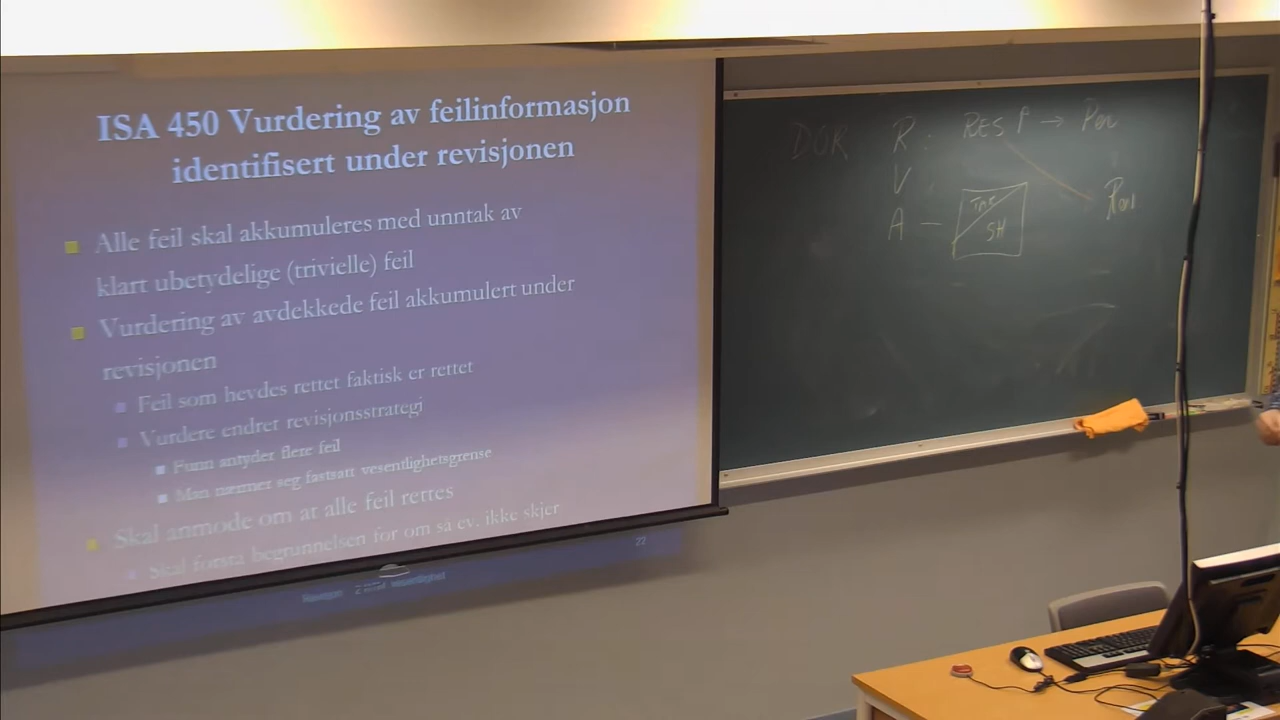 ISA 450 Vurdering av feilinformasjon
identifisert under revisjonen
Alle feil skal akkumuleres med unntak av
klart ubetydelige (trivielle) feil
Vurdering av avdekkede feil akkumulert under
revisjonen
Feil som hevdes rettet faktisk er rettet
Vurdere endret revisjonsstrategi
Funn antyder flere feil
Man nærmer seg fastsatt vesentlighetsgrense
Skal anmode om at alle feil rettes
Skal forstå begrunnelsen for om så ev. ikke skjer
22
vesentlighet
DOR R: RES P →
V
A - SH